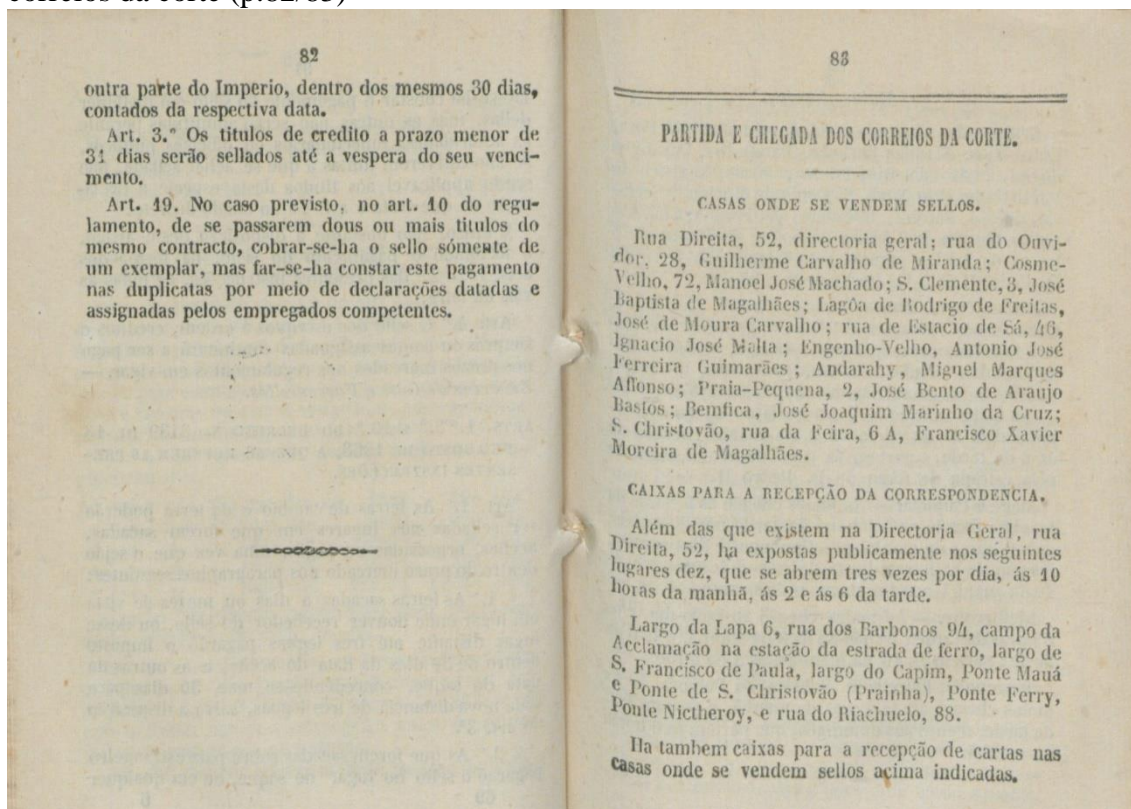 correios da corte (p.82/83)
82
outra parte do Imperio, dentro dos mesmos 30 dias,
contados da respectiva data.
Art. 3.º Os titulos de credito a prazo menor de
31 dias serão sellados até a vespera do seu venci-
mento.
Art. 19. No caso previsto, no art. 10 do regu-
lamento, de se passarem dous ou mais titulos do
mesmo contracto, cobrar-se-ha o sello sómente de
um exemplar, mas far-se-ha constar este pagamento
nas duplicatas por meio de declarações datadas e
assignadas pelos empregados competentes.
83
PARTIDA E CHEGADA DOS CORREIOS DA CORTE.
CASAS ONDE SE VENDEM SELLOS.
Rua Direita, 52, directoria geral; rua do Ouvi-
dor, 28, Guilherme Carvalho de Miranda; Cosme-
Velho, 72, Manoel José Machado; S. Clemente, 3, José
Baptista de Magalhães; Lagôa de Rodrigo de Freitas,
José de Moura Carvalho; rua de Estacio de Sá, 46,
Ignacio José Malta; Engenho-Velho, Antonio José
Ferreira Guimarães; Andarahy, Miguel Marques
Affonso; Praia-Pequena, 2, José Bento de Araujo
Bastos; Bemfica, José Joaquim Marinho da Cruz;
S. Christovão, rua da Feira, 6 A, Francisco Xavier
Moreira de Magalhães.
CAIXAS PARA A RECEPÇÃO DA CORRESPONDENCIA.
Além das que existem na Directoria Geral, rua
Direita, 52, ha expostas publicamente nos seguintes
lugares dez, que se abrem tres vezes por dia, ás 10
horas da manhã, ás 2 e ás 6 da tarde.
Largo da Lapa 6, rua dos Barbonos 94, campo da
Acclamação na estação da estrada de ferro, largo de
S. Francisco de Paula, largo do Capim, Ponte Mauá
e Ponte de S. Christovão (Prainha), Ponte Ferry,
Ponte Nictheroy, e rua do Riachuelo, 88.
Ha tambem caixas para a recepção de cartas nas
casas onde se vendem sellos acima indicadas.